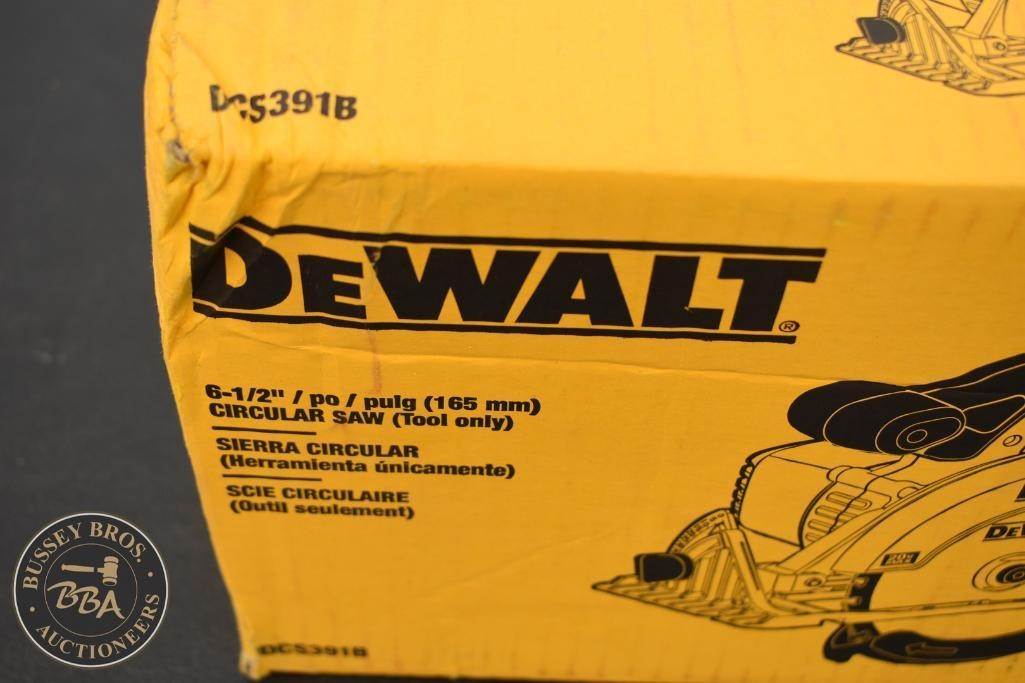 DCS391B
DEWALT®
6-1/2" / po / pulg (165 mm)
CIRCULAR SAW (Tool only)
SIERRA CIRCULAR
(Herramienta únicamente)
SCIE CIRCULAIRE
(Outil seulement)
DCS391B
BUSSEY BROS.
BBA
AUCTIONEERS